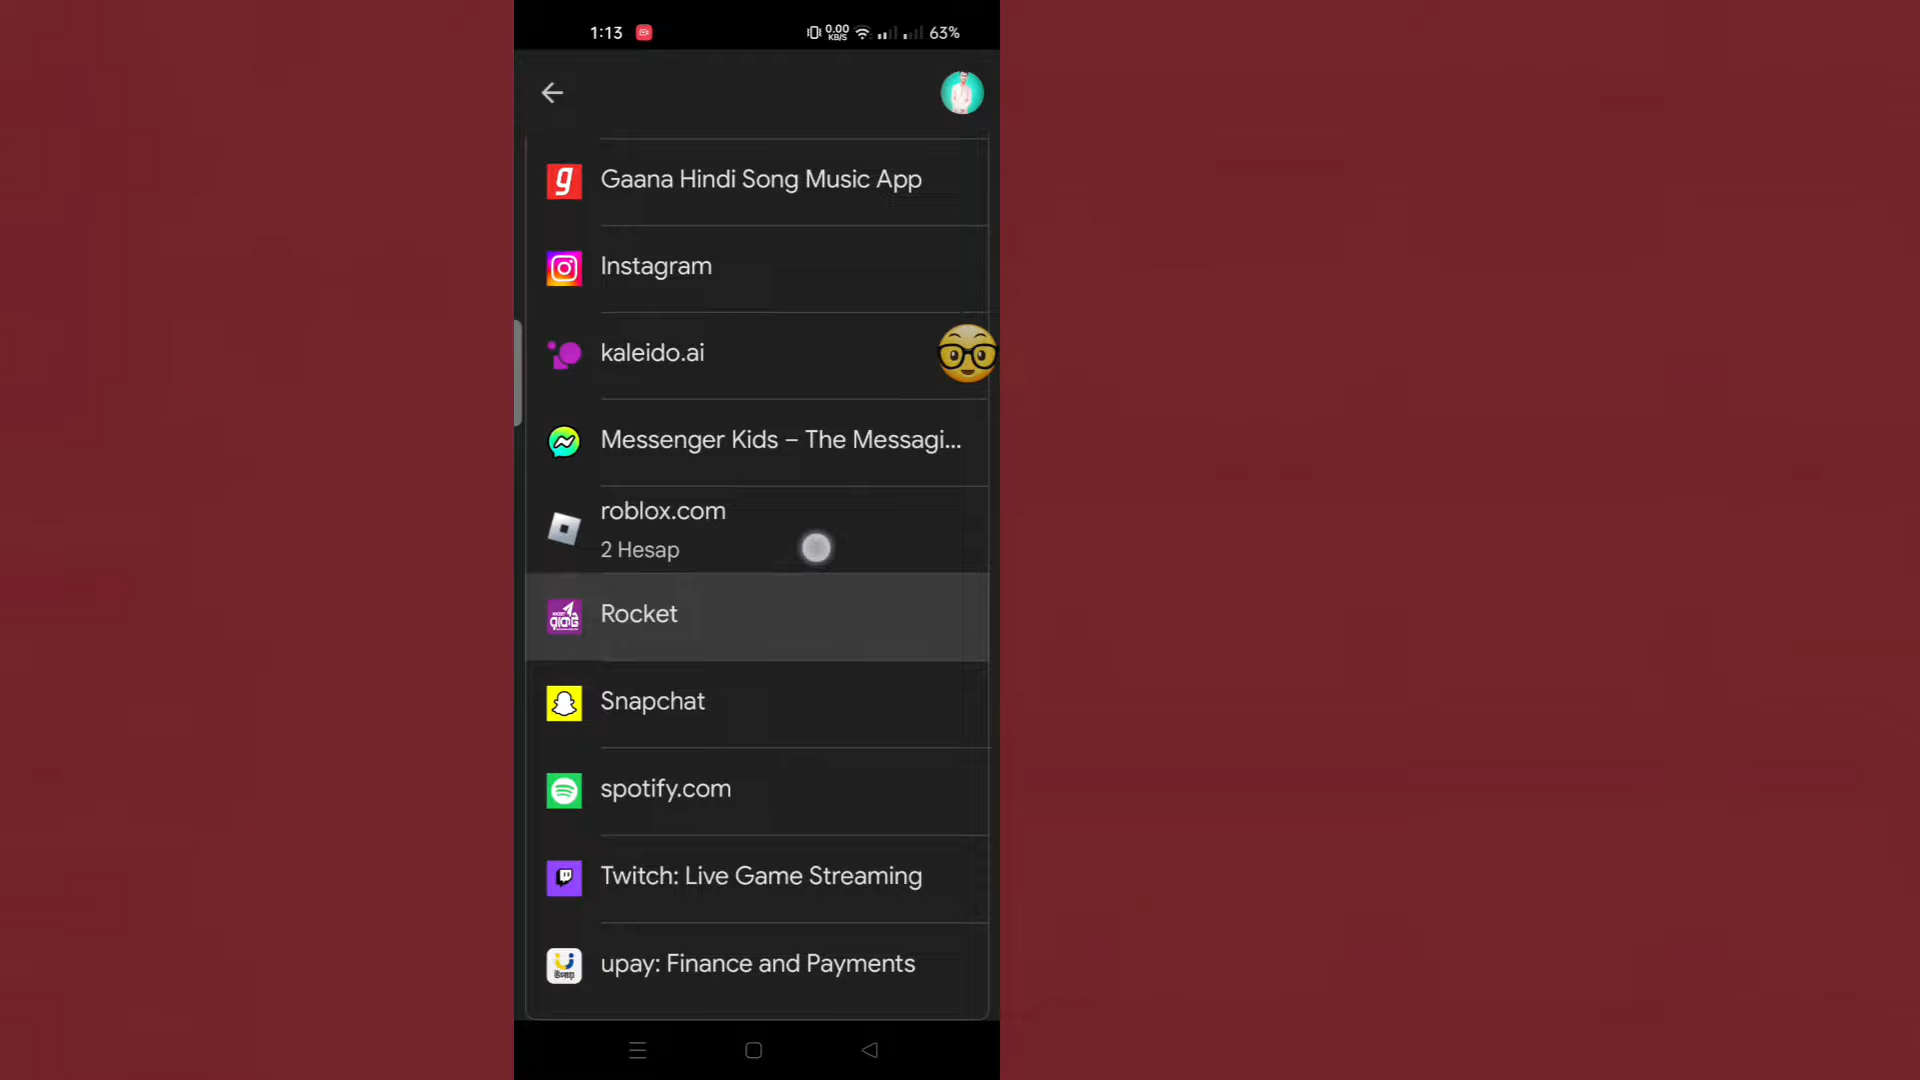 1:13
0.00
KB/S
63%
Gaana Hindi Song Music App
Instagram
kaleido.ai
Messenger Kids – The Messagi...
roblox.com
2 Hesap
Rocket
Snapchat
spotify.com
Twitch: Live Game Streaming
upay: Finance and Payments